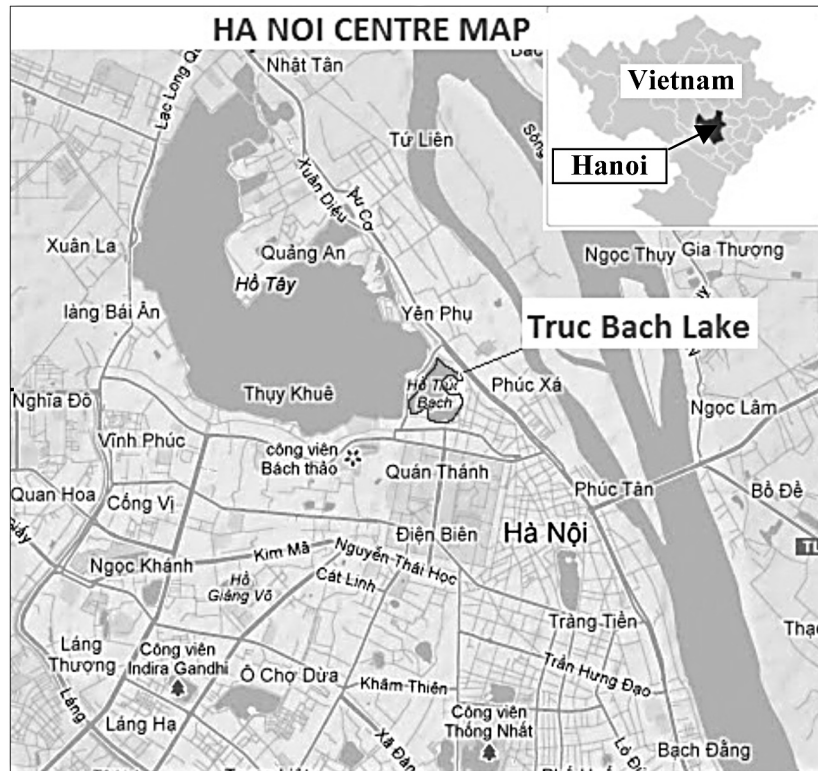 HA NOI CENTRE MAP
Nhật Tân
Lạc Long
Tứ Liên
Sông
Vietnam
Hanoi
Xuân Diệu
Âu Cơ
Xuân La
Quảng An
Hồ Tây
Ngọc Thụy
Gia Thượng
làng Bái Ân
Yên Phụ
Truc Bach Lake
Thụy Khuê
Hồ Trúc
Bạch
Phúc Xá
Nghĩa Đô
Ngọc Lâm
Vĩnh Phúc
công viên
Bách thảo
Quán Thánh
Quan Hoa
Cống Vị
Phúc Tân
Bồ Đề
Giấy
Điện Biên
Hà Nội
Ngọc Khánh
Kim Mã
Nguyễn Thái Học
Hồ
Giảng Võ
Cát Linh
Tràng Tiền
Láng
Thượng
Công viên
Indira Gandhi
Ô Chợ Dừa
Khâm Thiên
Trần Hưng Đạo
Láng
Láng Hạ
Xã Đàn
Công viên
Thống Nhất
Bạch Đằng